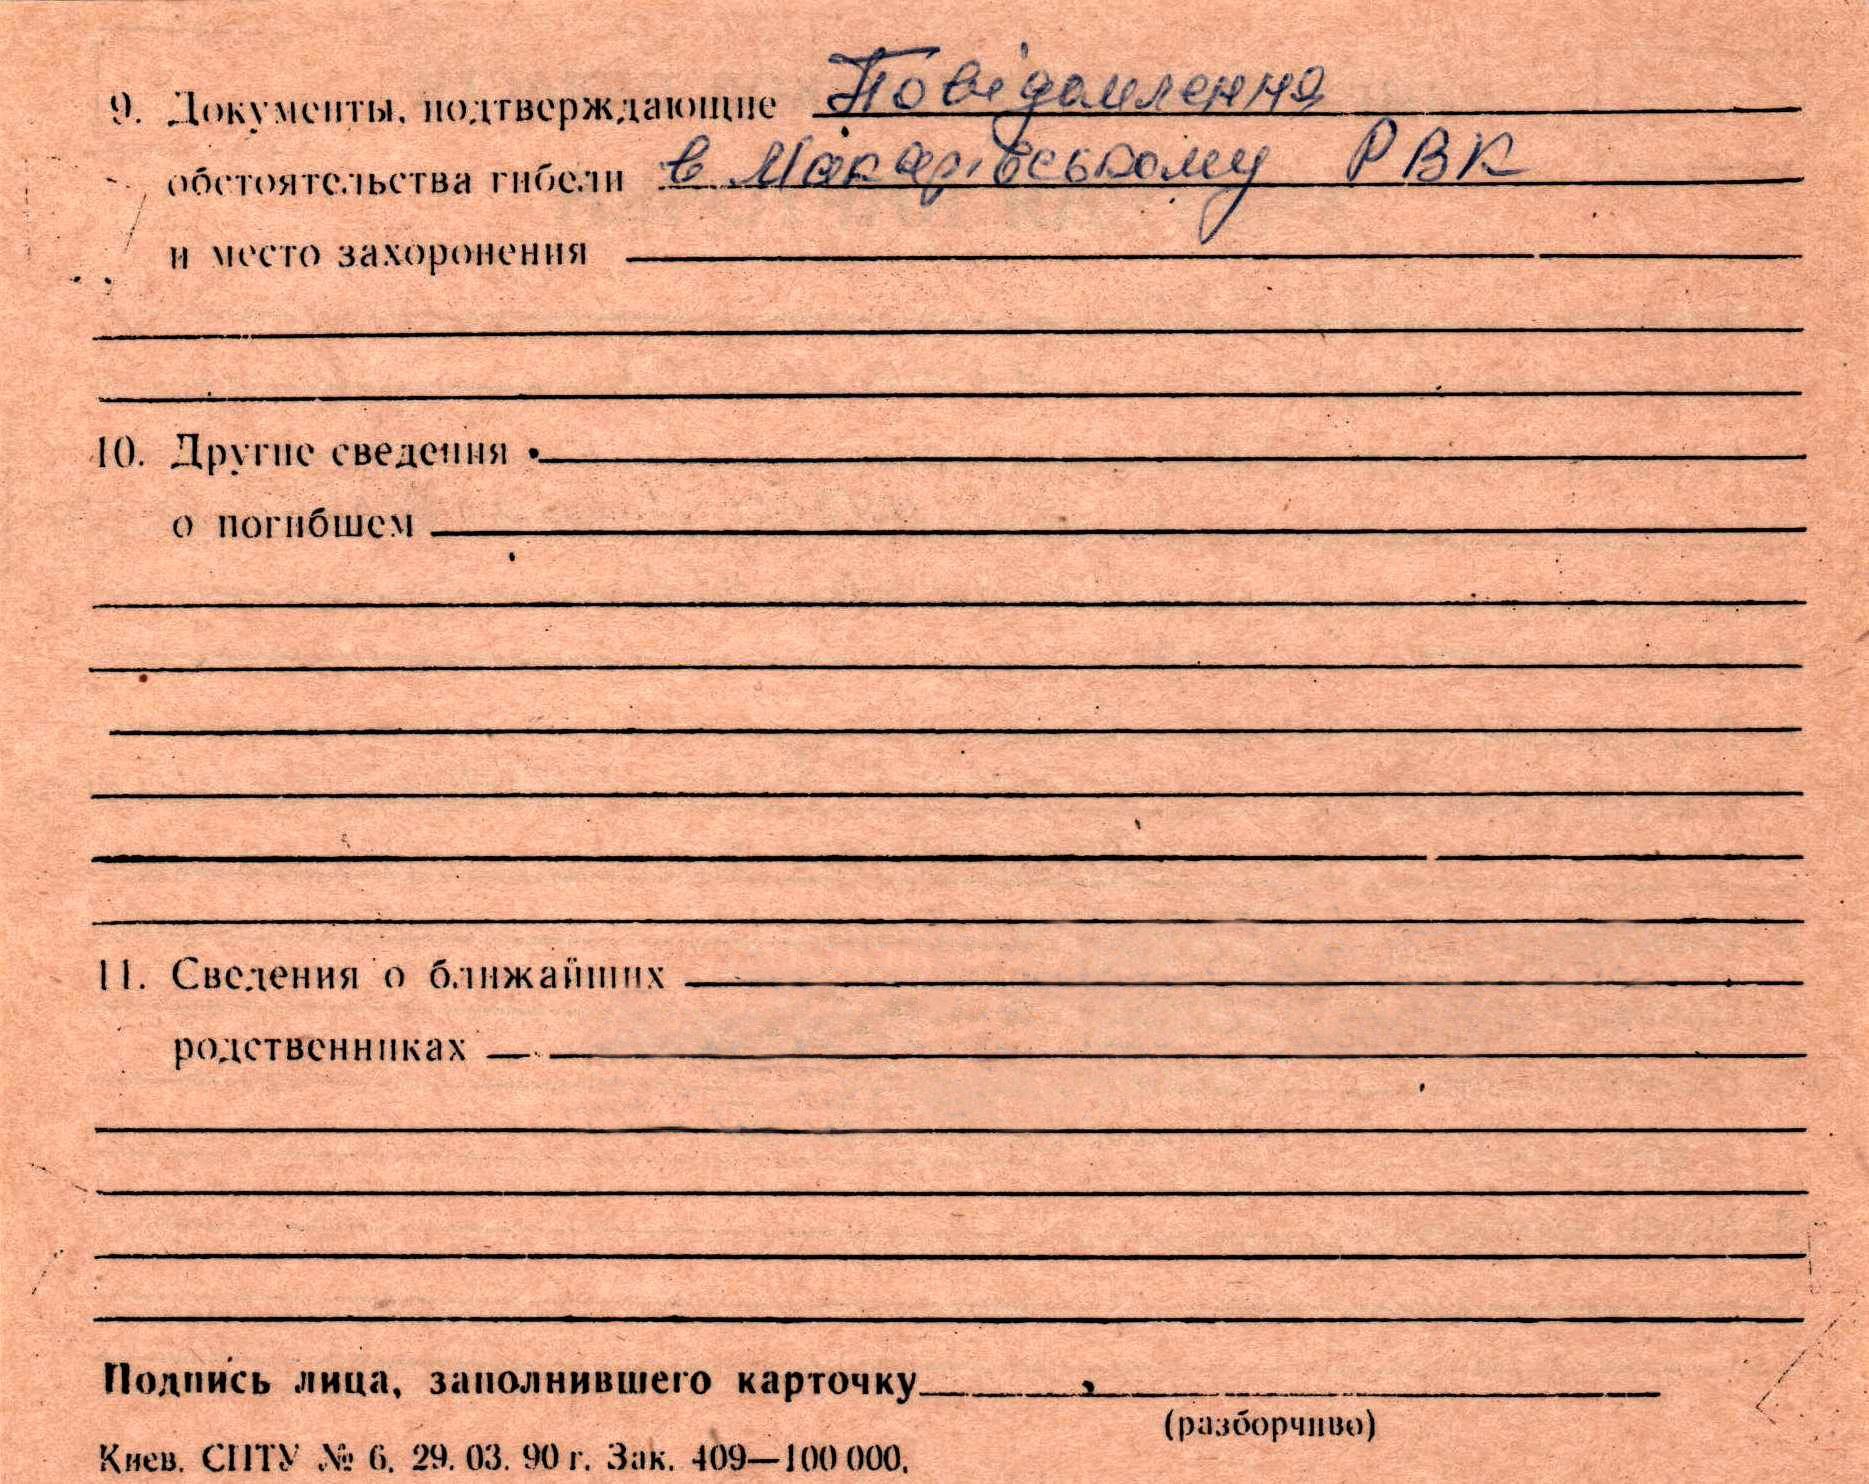 9. Документы, подтверждающие Повідомлення
обстоятельства гибели в Макарівському РВК
и место захоронения
10. Другие сведения
о погибшем
11. Сведения о ближайших
родственниках
Подпись лица, заполнившего карточку
(разборчиво)
Киев. СПТУ № 6. 29. 03. 90 г. Зак. 409—100 000.